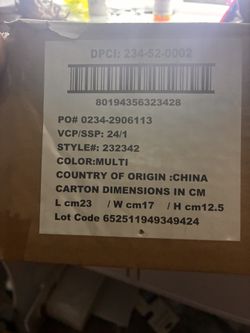 DPCI: 234-52-0002
80194356323428
PO# 0234-2906113
VCP/SSP: 24/1
STYLE#: 232342
COLOR:MULTI
COUNTRY OF ORIGIN :CHINA
CARTON DIMENSIONS IN CM
L cm23 / W cm17 / H cm12.5
Lot Code 652511949349424